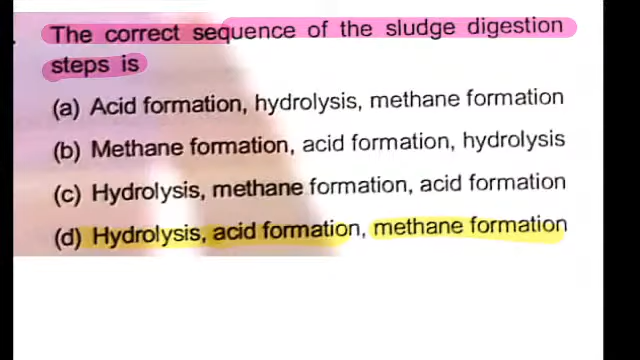 The correct sequence of the sludge digestion
steps is
(a) Acid formation, hydrolysis, methane formation
(b) Methane formation, acid formation, hydrolysis
(c) Hydrolysis, methane formation, acid formation
(d) Hydrolysis, acid formation, methane formation